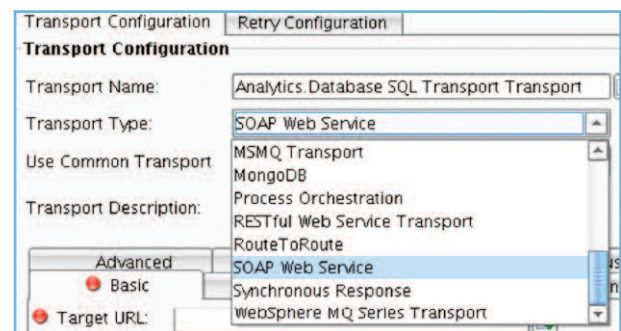 Transport Configuration Retry Configuration
Transport Configuration
Transport Name: Analytics.Database SQL Transport Transport
Transport Type: SOAP Web Service
Use Common Transport
MSMQ Transport
MongoDB
Process Orchestration
Transport Description:
RESTful Web Service Transport
RouteToRoute
Advanced
SOAP Web Service
Basic
Synchronous Response
Target URL:
WebSphere MQ Series Transport